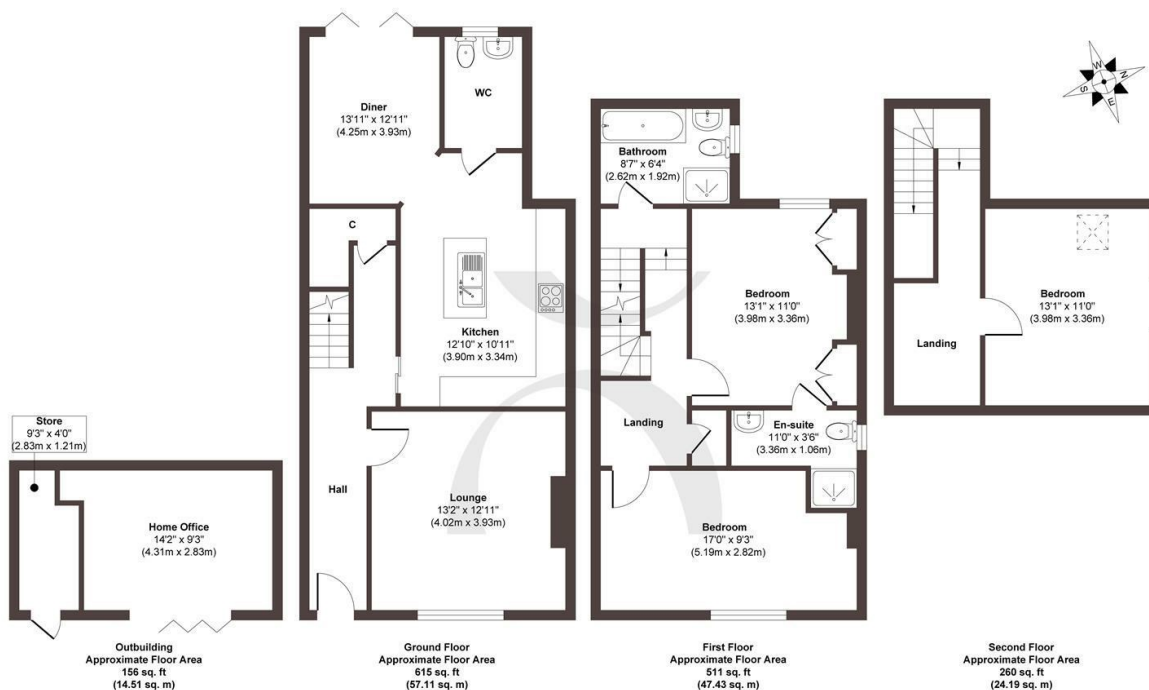 Diner
13'11" x 12'11"
(4.25m x 3.93m)
WC
C
Kitchen
12'10" x 10'11"
(3.90m x 3.34m)
Lounge
13'2" x 12'11"
(4.02m x 3.93m)
Hall
Store
9'3" x 4'0"
(2.83m x 1.21m)
Home Office
14'2" x 9'3"
(4.31m x 2.83m)
Bathroom
8'7" x 6'4"
(2.62m x 1.92m)
Bedroom
13'1" x 11'0"
(3.98m x 3.36m)
Landing
En-suite
11'0" x 3'6"
(3.36m x 1.06m)
Bedroom
17'0" x 9'3"
(5.19m x 2.82m)
W
N
S
E
Landing
Bedroom
13'1" x 11'0"
(3.98m x 3.36m)
Outbuilding
Approximate Floor Area
156 sq. ft
(14.51 sq. m)
Ground Floor
Approximate Floor Area
615 sq. ft
(57.11 sq. m)
First Floor
Approximate Floor Area
511 sq. ft
(47.43 sq. m)
Second Floor
Approximate Floor Area
260 sq. ft
(24.19 sq. m)